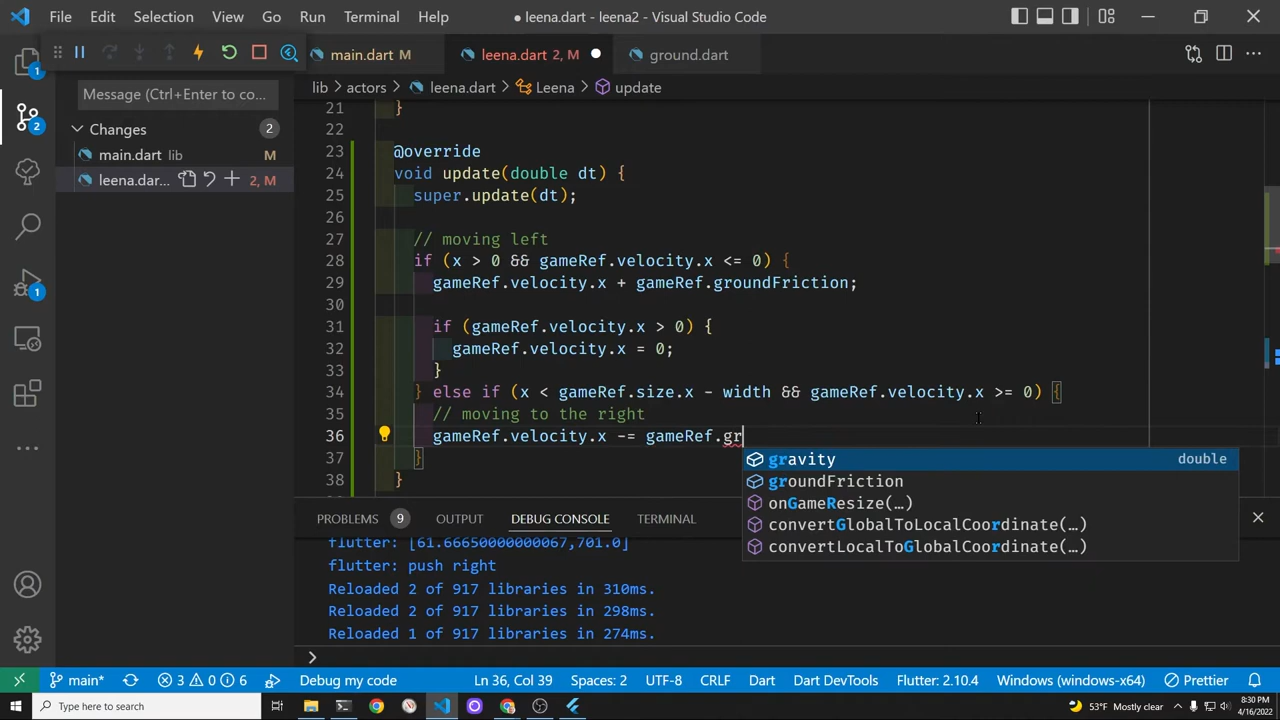 File Edit Selection View Go Run Terminal Help ● leena.dart - leena2 - Visual Studio Code
main.dart M leena.dart 2, M ● ground.dart
lib > actors > leena.dart > Leena > update
1
2
1
Message (Ctrl+Enter to co...
Changes 2
main.dart lib M
leena.dar... 2, M
21 }
22
23 @override
24 void update(double dt) {
25 super.update(dt);
26
27 // moving left
28 if (x > 0 && gameRef.velocity.x <= 0) {
29 gameRef.velocity.x + gameRef.groundFriction;
30
31 if (gameRef.velocity.x > 0) {
32 gameRef.velocity.x = 0;
33 }
34 } else if (x < gameRef.size.x - width && gameRef.velocity.x >= 0) {
35 // moving to the right
36 gameRef.velocity.x -= gameRef.gr
37 }
38 }
gravity double
groundFriction
onGameResize(…)
convertGlobalToLocalCoordinate(…)
convertLocalToGlobalCoordinate(…)
PROBLEMS 9 OUTPUT DEBUG CONSOLE TERMINAL
flutter: [61.66650000000067,701.0]
flutter: push right
Reloaded 2 of 917 libraries in 310ms.
Reloaded 2 of 917 libraries in 298ms.
Reloaded 1 of 917 libraries in 274ms.
>
main* 3 0 6 Debug my code Ln 36, Col 39 Spaces: 2 UTF-8 CRLF Dart Dart DevTools Flutter: 2.10.4 Windows (windows-x64) Prettier
Type here to search 53°F Mostly clear 8:30 PM
4/16/2022